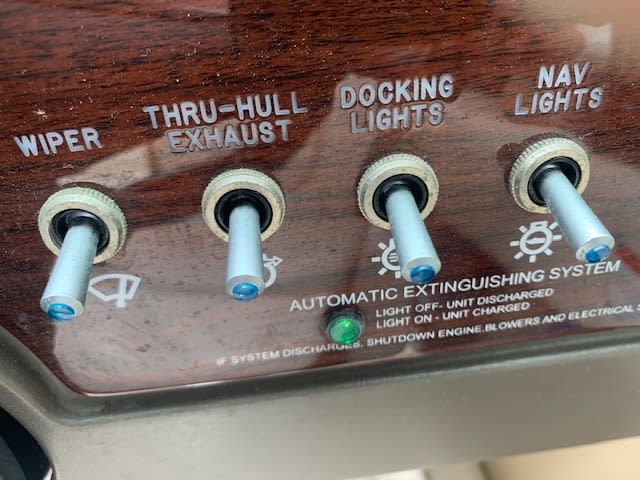 WIPER
THRU-HULL
EXHAUST
DOCKING
LIGHTS
NAV
LIGHTS
AUTOMATIC EXTINGUISHING SYSTEM
LIGHT OFF- UNIT DISCHARGED
LIGHT ON - UNIT CHARGED
IF SYSTEM DISCHARGES, SHUTDOWN ENGINE, BLOWERS AND ELECTRICAL